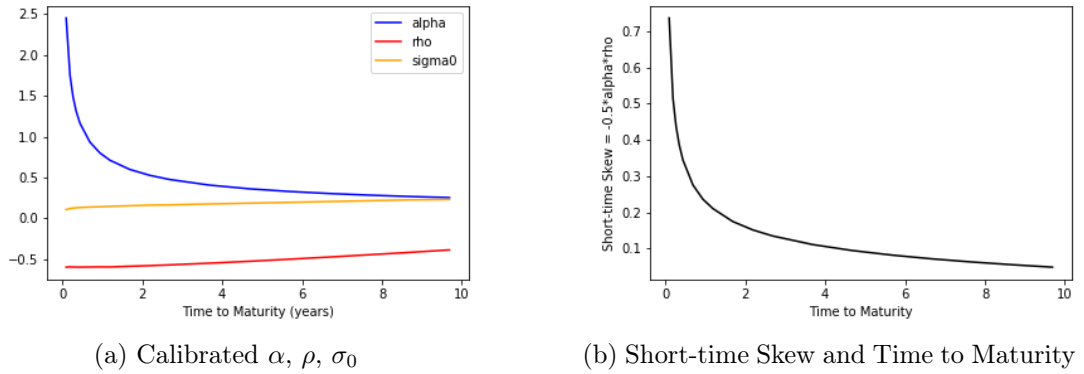 2.5
2.0
1.5
1.0
0.5
0.0
−0.5
alpha
rho
sigma0
0 2 4 6 8 10
Time to Maturity (years)
(a) Calibrated α, ρ, σ₀
Short-time Skew = -0.5*alpha*rho
0.7
0.6
0.5
0.4
0.3
0.2
0.1
0 2 4 6 8 10
Time to Maturity
(b) Short-time Skew and Time to Maturity